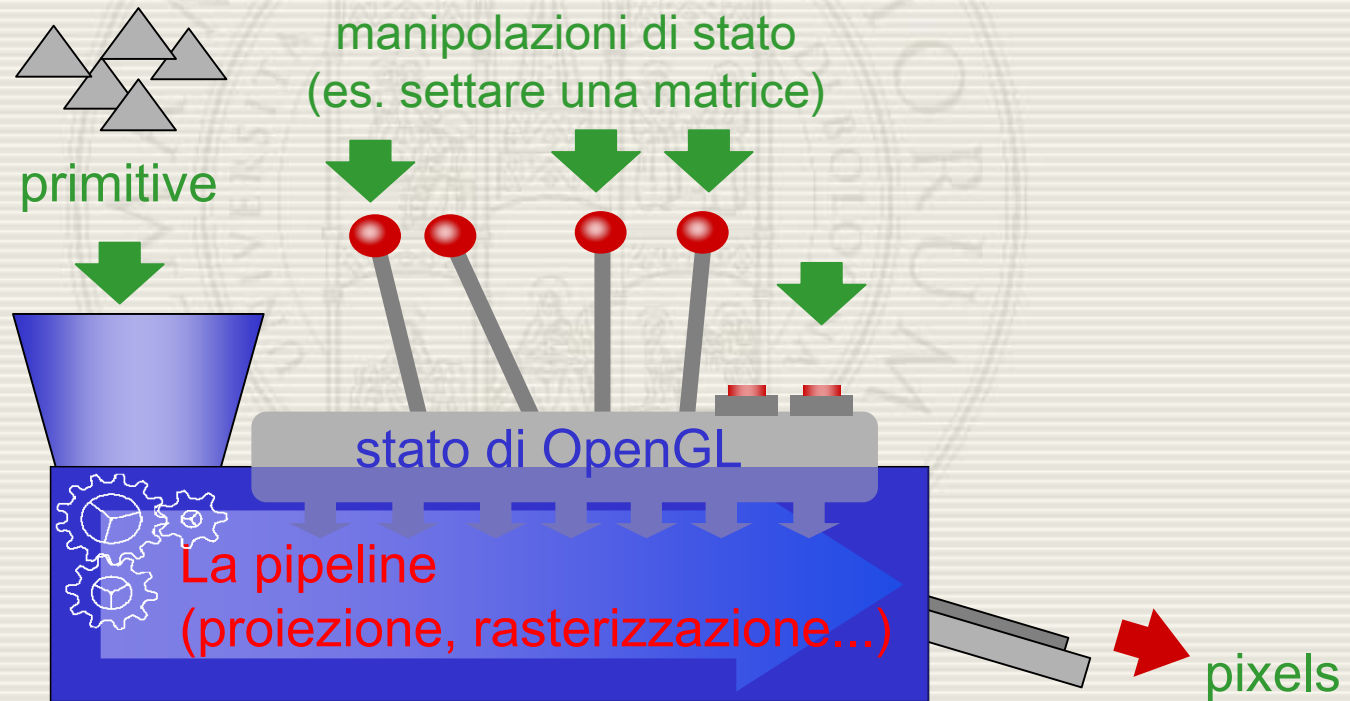 manipolazioni di stato
(es. settare una matrice)
primitive
stato di OpenGL
La pipeline
(proiezione, rasterizzazione...)
pixels